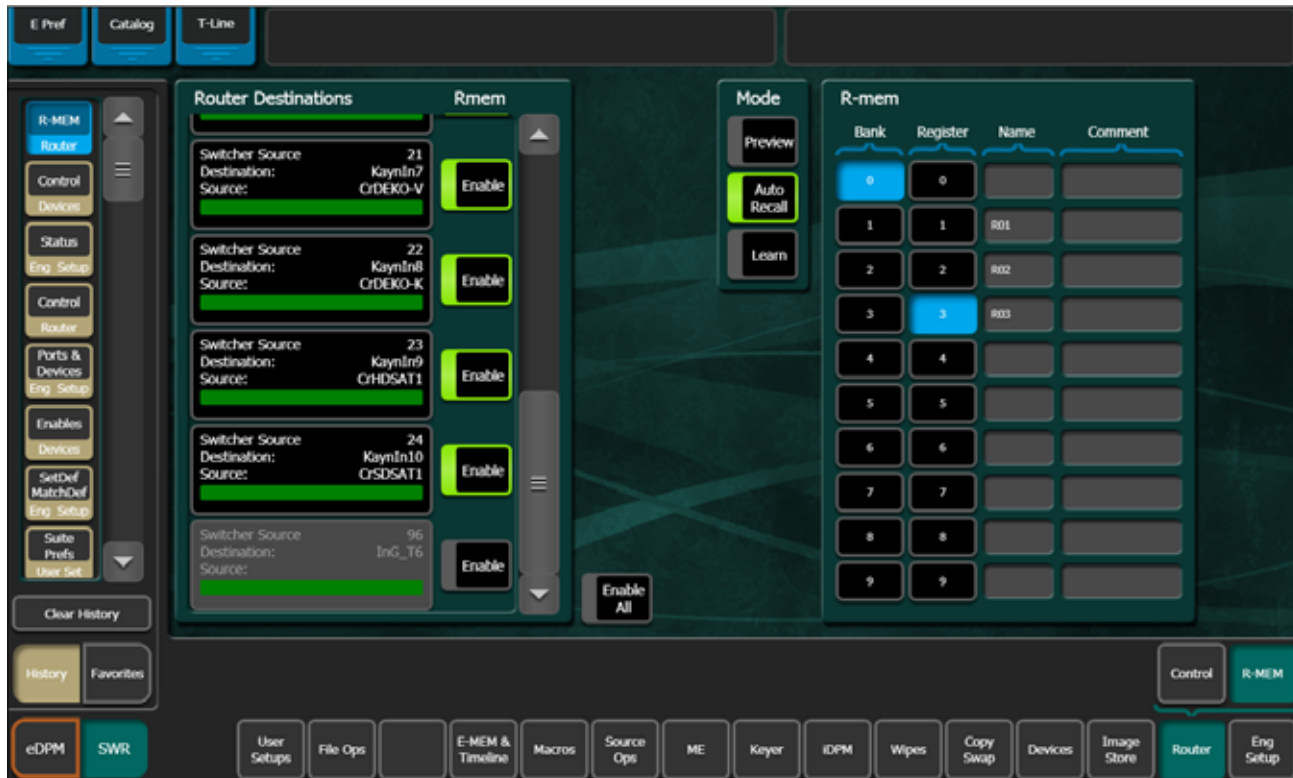 E Pref
Catalog
T-Line
R-MEM
Router
Control
Devices
Status
Eng Setup
Control
Router
Ports &
Devices
Eng Setup
Enables
Devices
SetDef
MatchDef
Eng Setup
Suite
Prefs
User Set
Clear History
History
Favorites
Router Destinations
Rmem
Switcher Source 21
Destination: KaynIn7
Source: CrDEKO-V
Enable
Switcher Source 22
Destination: KaynIn8
Source: CrDEKO-K
Enable
Switcher Source 23
Destination: KaynIn9
Source: CrHDSAT1
Enable
Switcher Source 24
Destination: KaynIn10
Source: CrSDSAT1
Enable
Switcher Source 96
Destination: InG_T6
Source:
Enable
Enable
All
Mode
Preview
Auto
Recall
Learn
R-mem
Bank Register Name Comment
0 0
1 1 R01
2 2 R02
3 3 R03
4 4
5 5
6 6
7 7
8 8
9 9
Control
R-MEM
eDPM
SWR
User
Setups
File Ops
E-MEM &
Timeline
Macros
Source
Ops
ME
Keyer
iDPM
Wipes
Copy
Swap
Devices
Image
Store
Router
Eng
Setup